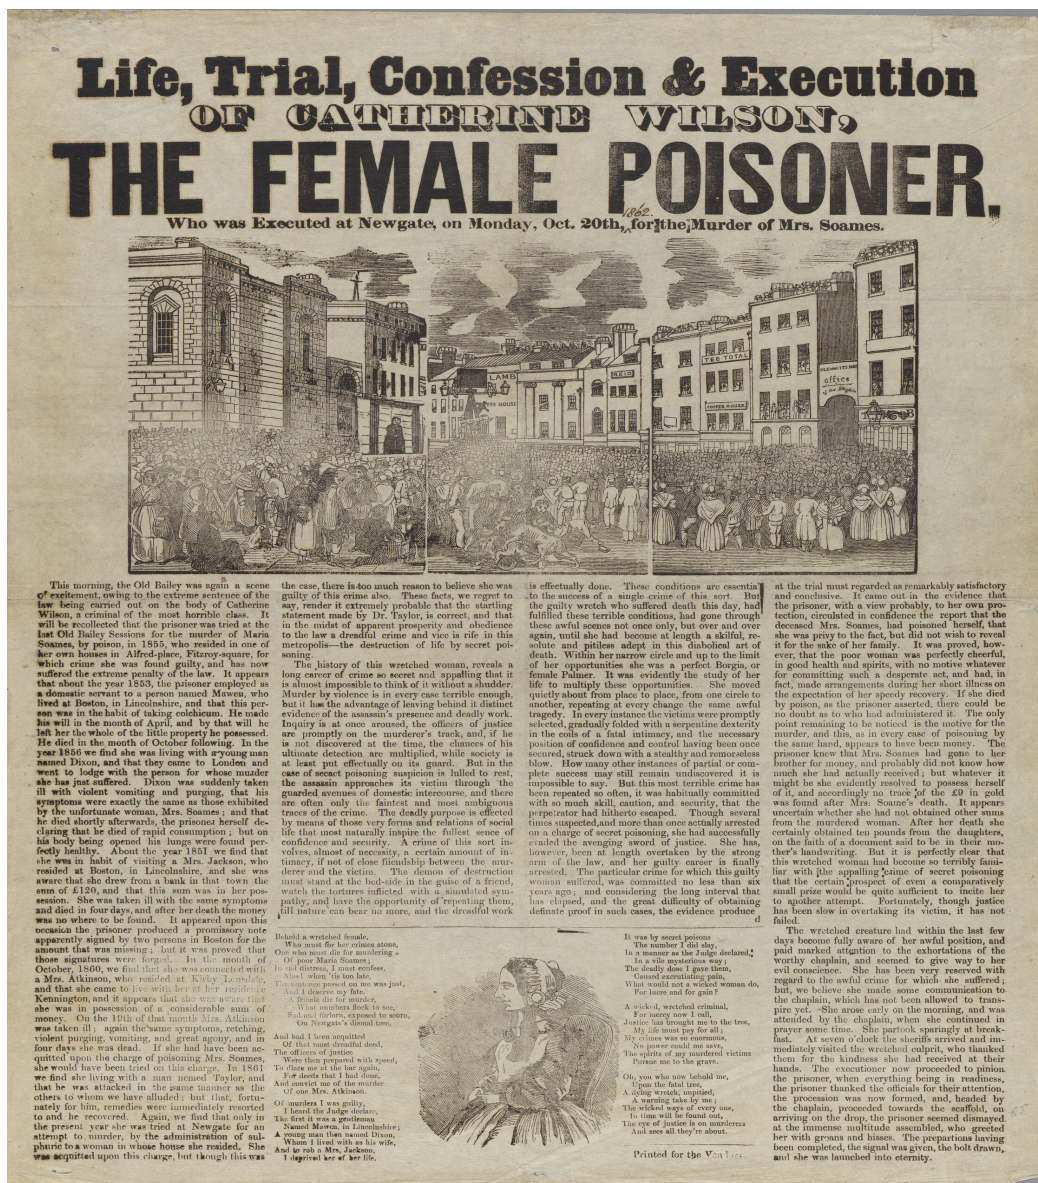 Life, Trial, Confession & Execution
OF CATHERINE WILSON,
THE FEMALE POISONER.
1862.
Who was Executed at Newgate, on Monday, Oct. 20th, for the Murder of Mrs. Soames.
LAMB
HOUSE
REID
TEE TOTAL
COFFEE HOUSE
Office
This morning, the Old Bailey was again a scene
of excitement, owing to the extreme sentence of the
law being carried out on the body of Catherine
Wilson, a criminal of the most horrible class. It
will be recollected that the prisoner was tried at the
last Old Bailey Sessions for the murder of Maria
Soames, by poison, in 1855, who resided in one of
her own houses in Alfred-place, Fitzroy-square, for
which crime she was found guilty, and has now
suffered the extreme penalty of the law. It appears
that about the year 1853, the prisoner employed as
a domestic servant to a person named Mawen, who
lived at Boston, in Lincolnshire, and that this per-
son was in the habit of taking colchicum. He made
his will in the month of April, and by that will he
left her the whole of the little property he possessed.
He died in the month of October following. In the
year 1856 we find she was living with a young man
named Dixon, and that they came to London and
went to lodge with the person for whose murder
she has just suffered. Dixon was suddenly taken
ill with violent vomiting and purging, that his
symptoms were exactly the same as those exhibited
by the unfortunate woman, Mrs. Soames; and that
he died shortly afterwards, the prisoner herself de-
claring that he died of rapid consumption; but on
his body being opened his lungs were found per-
fectly healthy. About the year 1851 we find that
she was in habit of visiting a Mrs. Jackson, who
resided at Boston, in Lincolnshire, and she was
aware that she drew from a bank in that town the
sum of £120, and that this sum was in her pos-
session. She was taken ill with the same symptoms
and died in four days, and after her death the money
was no where to be found. It appeared upon this
occasion the prisoner produced a promissory note
apparently signed by two persons in Boston for the
amount that was missing; but it was proved that
those signatures were forged. In the month of
October, 1860, we find that she was connected with
a Mrs. Atkinson, who resided at Kirby Lonsdale,
and that she came to live with her at her residence
Kennington, and it appears that she was aware that
she was in possession of a considerable sum of
money. On the 19th of that month Mrs. Atkinson
was taken ill; again the same symptoms, retching,
violent purging, vomiting, and great agony, and in
four days she was dead. If she had have been ac-
quitted upon the charge of poisoning Mrs. Soames,
she would have been tried on this charge. In 1861
we find she living with a man named Taylor, and
that he was attacked in the same manner as the
others to whom we have alluded; but that, fortu-
nately for him, remedies were immediately resorted
to and he recovered. Again, we find that only in
the present year she was tried at Newgate for an
attempt to murder, by the administration of sul-
phuric to a woman in whose house she resided. She
was acquitted upon this charge, but though this was
the case, there is too much reason to believe she was
guilty of this crime also. These facts, we regret to
say, render it extremely probable that the startling
statement made by Dr. Taylor, is correct, and that
in the midst of apparent prosperity and obedience
to the law a dreadful crime and vice is rife in this
metropolis—the destruction of life by secret poi-
soning.
The history of this wretched woman, reveals a
long career of crime so secret and appalling that it
is almost impossible to think of it without a shudder.
Murder by violence is in every case terrible enough,
but it has the advantage of leaving behind it distinct
evidence of the assassin's presence and deadly work.
Inquiry is at once aroused, the officers of justice
are promptly on the murderer's track, and, if he
is not discovered at the time, the chances of his
ultimate detection are multiplied, while society is
at least put effectually on its guard. But in the
case of secact poisoning suspicion is hulled to rest,
the assassin approaches its victim through the
guarded avenues of domestic intercourse, and there
are often only the faintest and most ambiguous
traces of the crime. The deadly purpose is effected
by means of those very forms and relations of social
life that most naturally inspire the fullest sense of
confidence and security. A crime of this sort in-
volves, almost of necessity, a certain amount of in-
timacy, if not of close friendship between the mur-
derer and the victim. The demon of destruction
must stand at the bed-side in the guise of a friend,
watch the tortures inflicted with a simulated sym-
pathy, and have the opportunity of repeating them,
till nature can bear no more, and the dreadful work
is effectually done. These conditions are essential
to the success of a single crime of this sort. But
the guilty wretch who suffered death this day, had
fulfilled these terrible conditions, had gone through
these awful scenes not once only, but over and over
again, until she had become at length a skilful, re-
solute and pitiless adept in this diabolical art of
death. Within her narrow circle and up to the limit
of her opportunities she was a perfect Borgia, or
female Palmer. It was evidently the study of her
life to multiply these opportunities. She moved
quietly about from place to place, from one circle to
another, repeating at every change the same awful
tragedy. In every instance the victims were promptly
selected, gradually folded with a serpentine dexterity
in the coils of a fatal intimacy, and the necessary
position of confidence and control having been once
secured, struck down with a stealthy and remorseless
blow. How many other instances of partial or com-
plete success may still remain undiscovered it is
impossible to say. But this most terrible crime has
been repeated so often, it was habitually committed
with so much skill, caution, and security, that the
perpetrator had hitherto escaped. Though several
times suspected, and more than once actually arrested
on a charge of secret poisoning, she had successfully
evaded the avenging sword of justice. She has,
however, been at length overtaken by the strong
arm of the law, and her guilty career is finally
arrested. The particular crime for which this guilty
woman suffered, was committed no less than six
years ago; and considering the long interval that
has elapsed, and the great difficulty of obtaining
definate proof in such cases, the evidence produce
d
at the trial must regarded as remarkably satisfactory
and conclusive. It came out in the evidence that
the prisoner, with a view probably, to her own pro-
tection, circulated in confidence the report that the
deceased Mrs. Soames, had poisoned herself, that
she was privy to the fact, but did not wish to reveal
it for the sake of her family. It was proved, how-
ever, that the poor woman was perfectly cheerful,
in good health and spirits, with no motive whatever
for committing such a desperate act, and had, in
fact, made arrangements during her short illness on
the expectation of her speedy recovery. If she died
by poison, as the prisoner asserted, there could be
no doubt as to who had administered it. The only
point remaining to be noticed is the motive for the
murder, and this, as in every case of poisoning by
the same hand, appears to have been money. The
prisoner knew that Mrs. Soames had gone to her
brother for money, and probably did not know how
much she had actually received; but whatever it
might be she evidently resolved to possess herself
of it, and accordingly no trace of the £9 in gold
was found after Mrs. Soame's death. It appears
uncertain whether she had not obtained other sums
from the murdered woman. After her death she
certainly obtained ten pounds from the daughters,
on the faith of a document said to be in their mo-
ther's handwriting. But it is perfectly clear that
this wretched woman had become so terribly fami-
liar with the appalling crime of secret poisoning
that the certain prospect of even a comparatively
small prize would be quite sufficient to incite her
to another attempt. Fortunately, though justice
has been slow in overtaking its victim, it has not
failed.
The wretched creature had within the last few
days become fully aware of her awful position, and
paid marked attention to the exhortations of the
worthy chaplain, and seemed to give way to her
evil conscience. She has been very reserved with
regard to the awful crime for which she suffered;
but, we believe she made some communication to
the chaplain, which has not been allowed to trans-
pire yet. She arose early on the morning, and was
attended by the chaplain, when she continued in
prayer some time. She partook sparingly at break-
fast. At seven o'clock the sheriffs arrived and im-
mediately visited the wretched culprit, who thanked
them for the kindness she had received at their
hands. The executioner now proceeded to pinion
the prisoner, when everything being in readiness,
the prisoner thanked the officials for their attention,
the procession was now formed, and, headed by
the chaplain, proceeded towards the scaffold, on
arriving on the drop, the prisoner seemed dismayed
at the immense multitude assembled, who greeted
her with groans and hisses. The prepartions having
been completed, the signal was given, the bolt drawn,
and she was launched into eternity.
Behold a wretched female,
Who must for her crimes atone,
One who must die for murdering
Of poor Maria Soames;
In sad distress, I must confess,
Alas! when 'tis too late,
The sentence passed on me was just,
And I deserve my fate.
A female die for murder,
What numbers flock to see,
Sad and forlorn, exposed to scorn,
On Newgate's dismal tree.
And had I been acquitted
Of that most dreadful deed,
The officers of justice
Were then prepared with speed,
To place me at the bar again,
For deeds that I had done,
And convict me of the murder
Of one Mrs. Atkinson.
Of murders I was guilty,
I heard the Judge declare,
The first it was a gentleman
Named Mawen, in Lincolnshire;
A young man then named Dixon,
Whom I lived with as his wife,
And to rob a Mrs, Jackson,
I deprived her of her life.
It was by secret poisons
The number I did slay,
In a manner as the Judge declared,
In a vile mysterious way;
The deadly dose I gave them,
Caused excrutiating pain,
What would not a wicked woman do,
For lucre and for gain?
A wicked, wretched criminal,
For mercy now I call,
Justice has brought me to the tree,
My life must pay for all;
My crimes was so enormous,
No power could me save,
The spirits of my murdered victims
Pursue me to the grave.
Oh, you who now behold me,
Upon the fatal tree,
A dying wretch, unpitied,
A warning take by me;
The wicked ways of every one,
In time will be found out,
The eye of justice is on murderers
And sees all they're about.
Printed for the Venders.